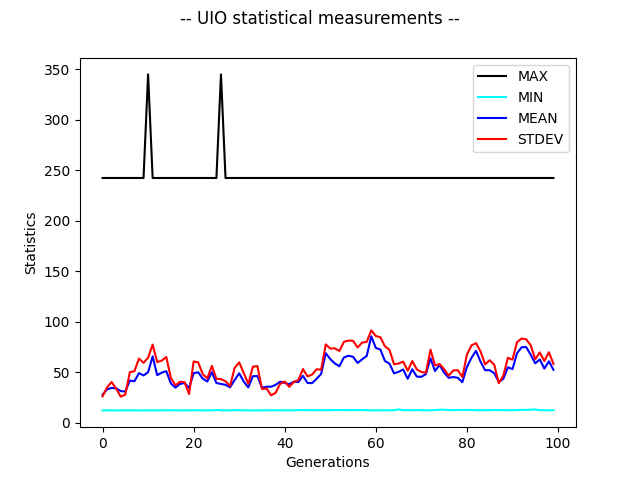 -- UIO statistical measurements --
350
300
250
200
150
100
50
0
Statistics
MAX
MIN
MEAN
STDEV
0 20 40 60 80 100
Generations